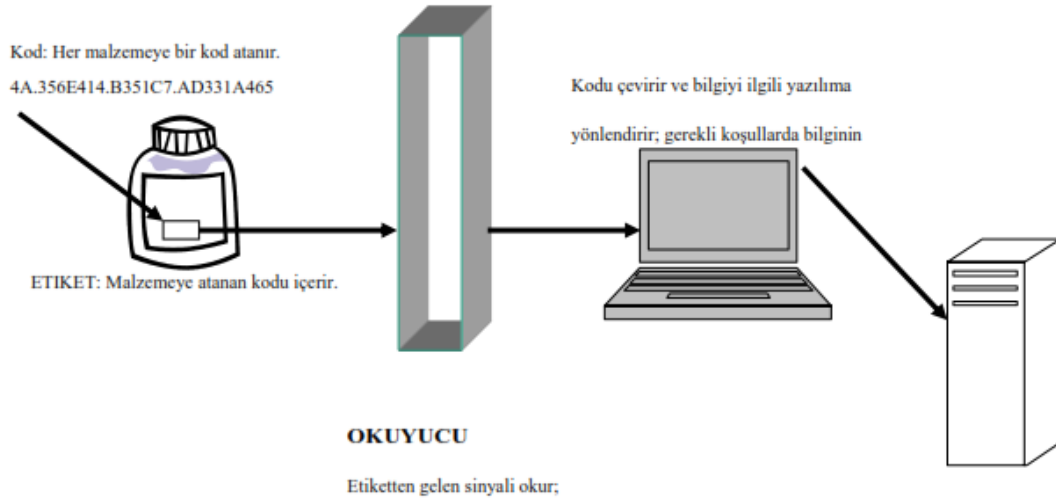 Kod: Her malzemeye bir kod atanır.
4A.356E414.B351C7.AD331A465
Kodu çevirir ve bilgiyi ilgili yazılıma
yönlendirir; gerekli koşullarda bilginin
ETIKET: Malzemeye atanan kodu içerir.
OKUYUCU
Etiketten gelen sinyali okur;